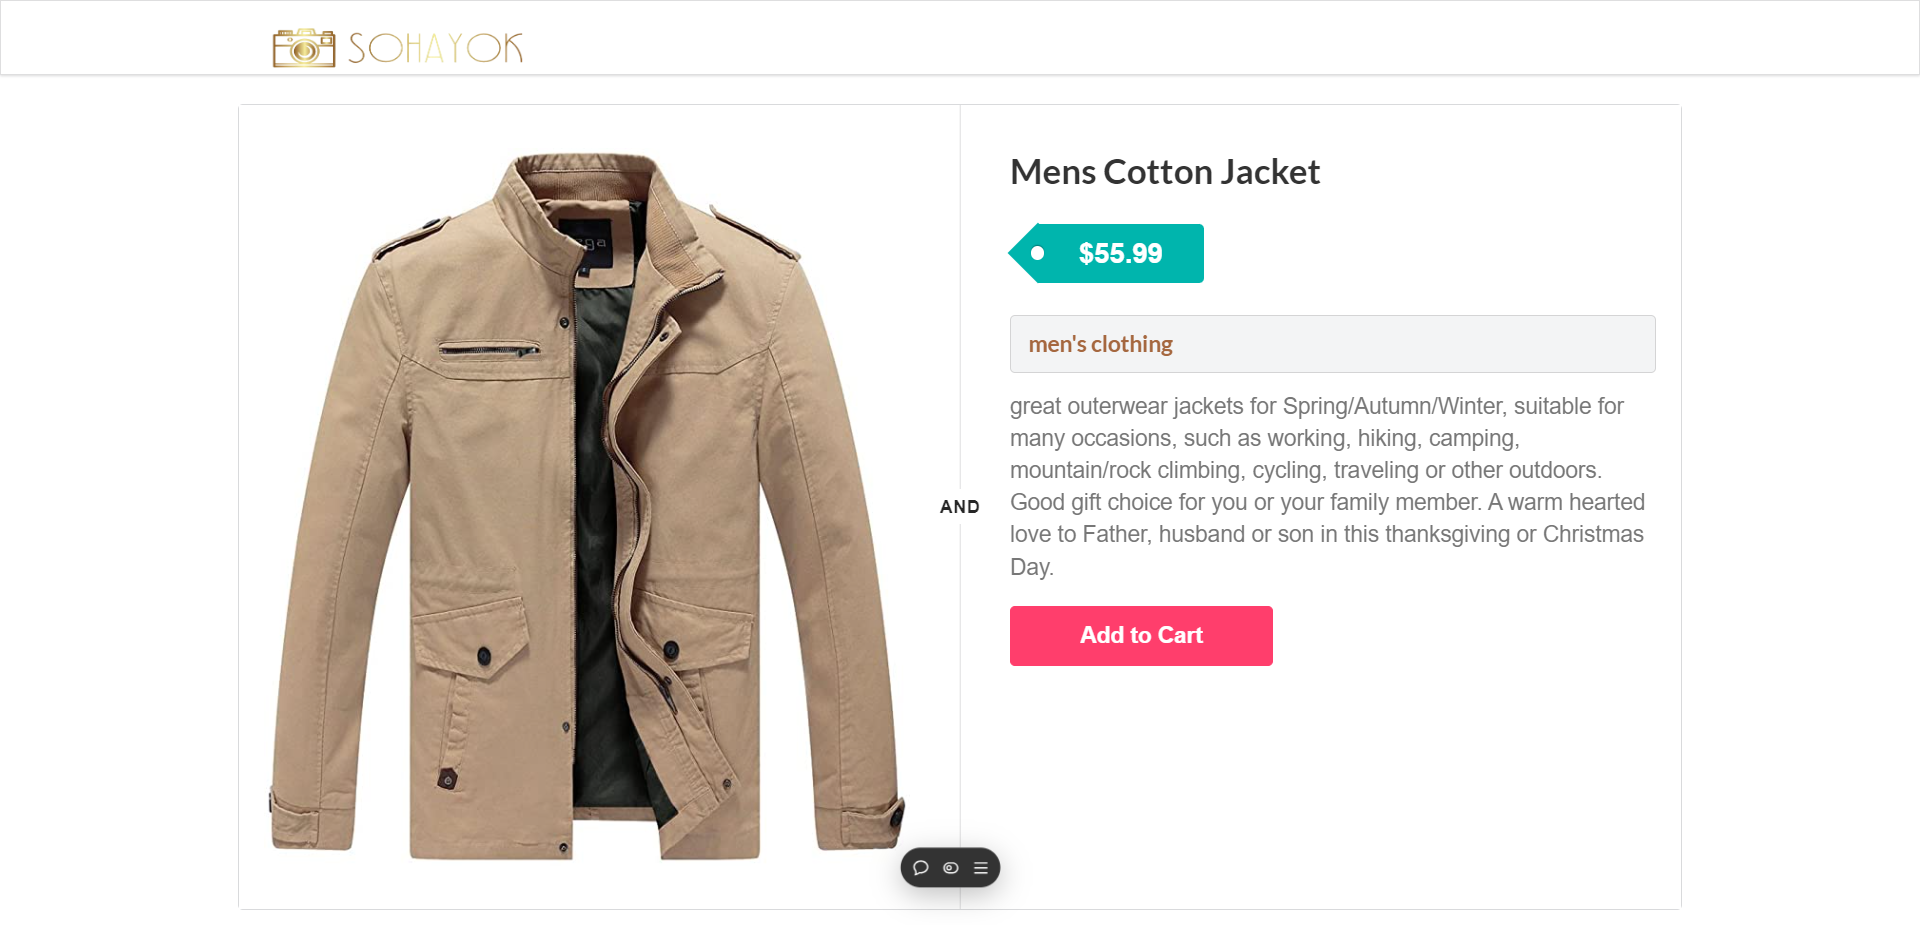 SOHAYOK
Mens Cotton Jacket
$55.99
men's clothing
great outerwear jackets for Spring/Autumn/Winter, suitable for
many occasions, such as working, hiking, camping,
mountain/rock climbing, cycling, traveling or other outdoors.
Good gift choice for you or your family member. A warm hearted
love to Father, husband or son in this thanksgiving or Christmas
Day.
AND
Add to Cart